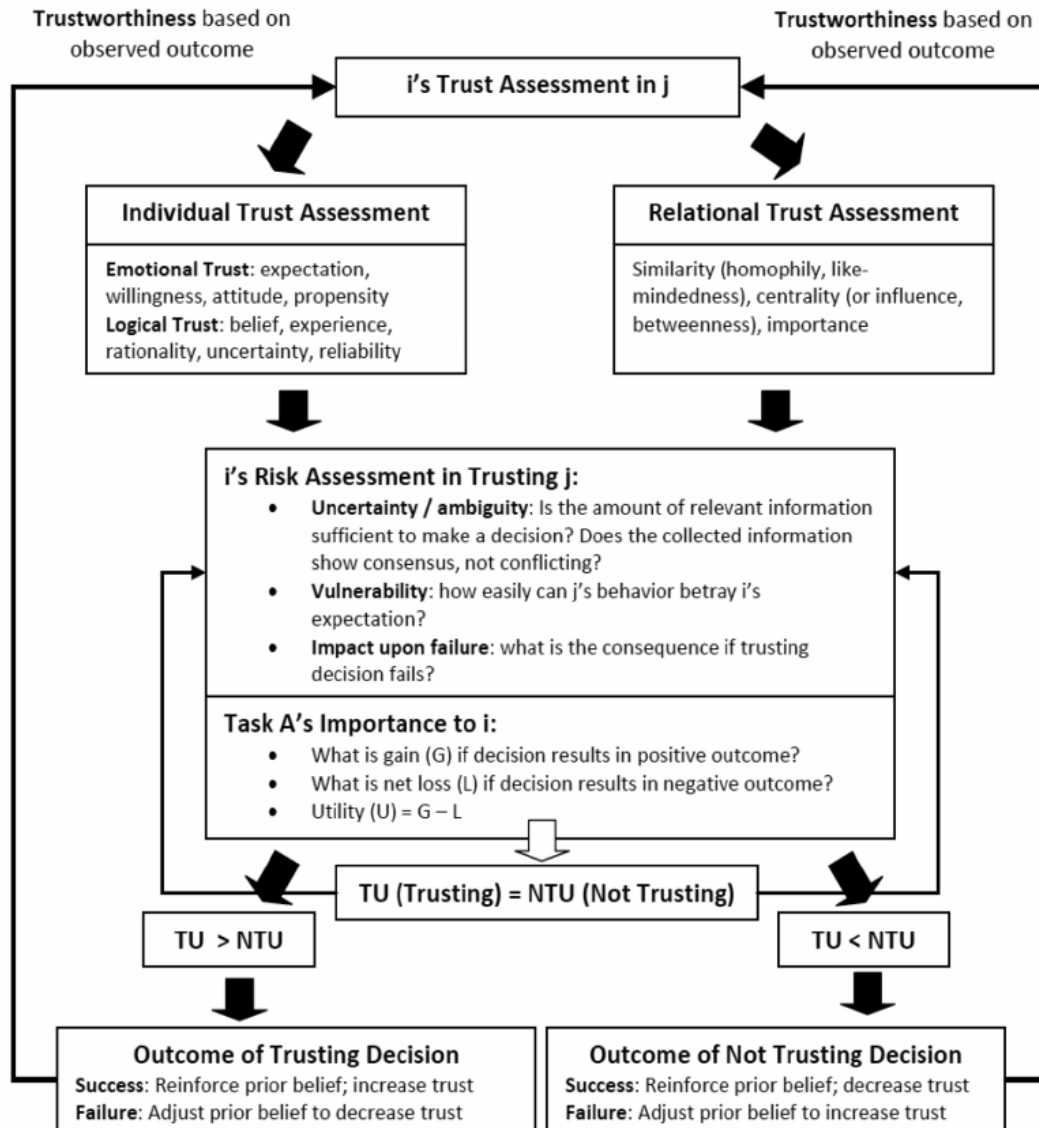 Trustworthiness based on
observed outcome
Trustworthiness based on
observed outcome
i's Trust Assessment in j
Individual Trust Assessment
Emotional Trust: expectation,
willingness, attitude, propensity
Logical Trust: belief, experience,
rationality, uncertainty, reliability
Relational Trust Assessment
Similarity (homophily, like-
mindedness), centrality (or influence,
betweenness), importance
i's Risk Assessment in Trusting j:
• Uncertainty / ambiguity: Is the amount of relevant information
sufficient to make a decision? Does the collected information
show consensus, not conflicting?
• Vulnerability: how easily can j's behavior betray i's
expectation?
• Impact upon failure: what is the consequence if trusting
decision fails?
Task A's Importance to i:
• What is gain (G) if decision results in positive outcome?
• What is net loss (L) if decision results in negative outcome?
• Utility (U) = G – L
TU (Trusting) = NTU (Not Trusting)
TU > NTU
TU < NTU
Outcome of Trusting Decision
Success: Reinforce prior belief; increase trust
Failure: Adjust prior belief to decrease trust
Outcome of Not Trusting Decision
Success: Reinforce prior belief; decrease trust
Failure: Adjust prior belief to increase trust